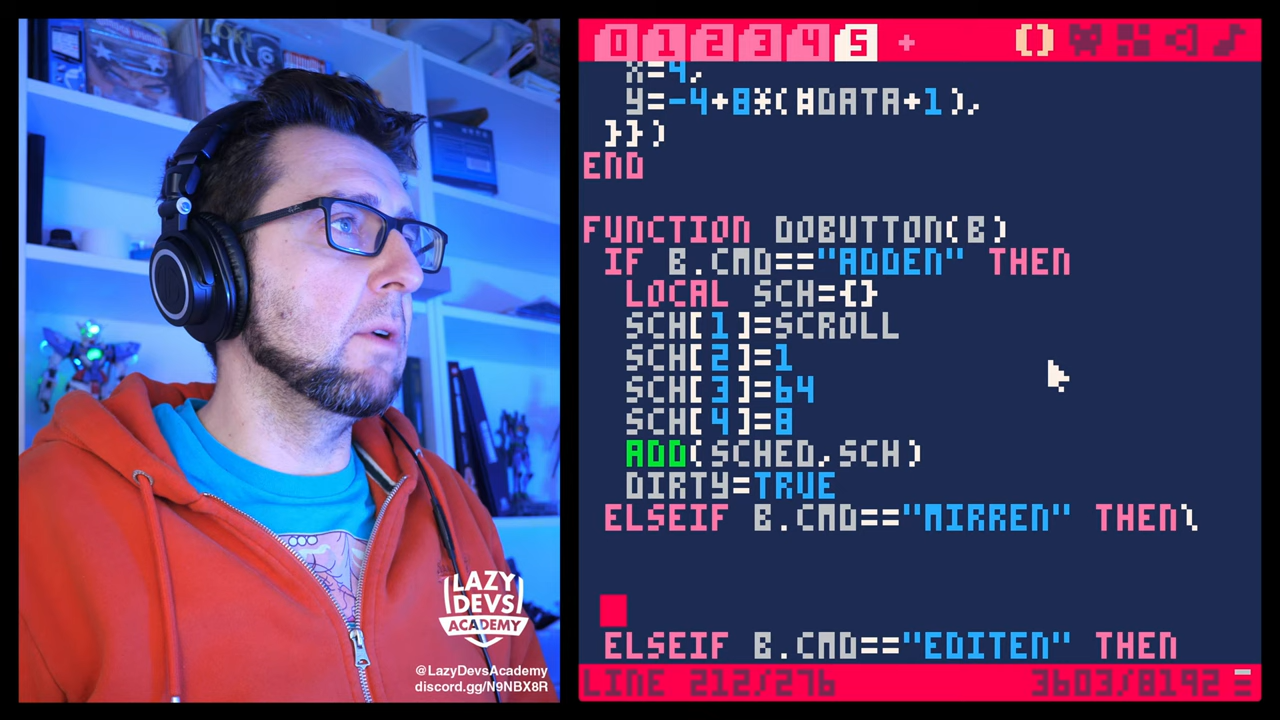 0 1 2 3 4 5 +
X=4,
Y=-4+8*(#DATA+1),
}})
END
FUNCTION DOBUTTON(B)
IF B.CMD=="ADDEN" THEN
LOCAL SCH={}
SCH[1]=SCROLL
SCH[2]=1
SCH[3]=64
SCH[4]=8
ADD(SCHED,SCH)
DIRTY=TRUE
ELSEIF B.CMD=="MIRREN" THEN\
ELSEIF B.CMD=="EDITEN" THEN
LINE 212/276 3603/8192
LAZY
DEVS
ACADEMY
@LazyDevsAcademy
discord.gg/N9NBX8R